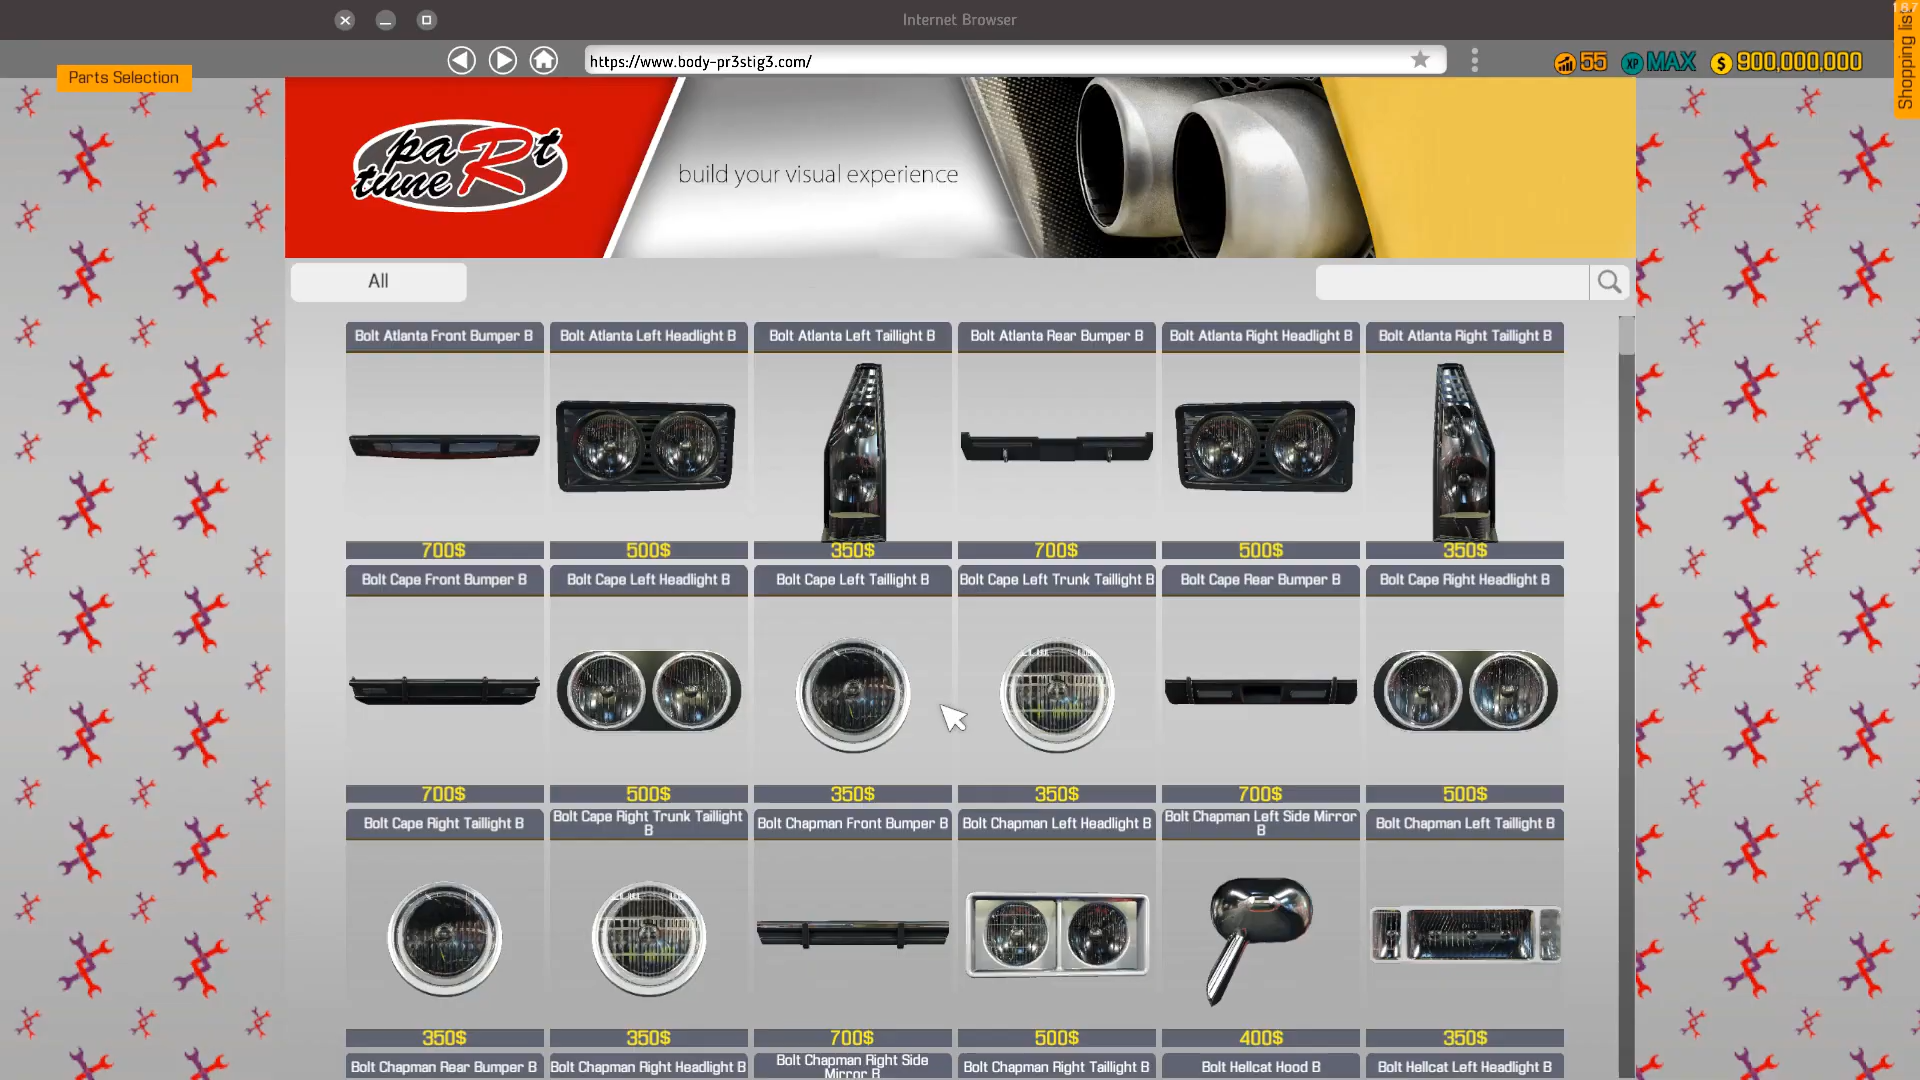 Internet Browser
187
Parts Selection
https://www.body-pr3stig3.com/
55
XP MAX
$ 900,000,000
Shopping list
paRt
tune
build your visual experience
All
Bolt Atlanta Front Bumper B
Bolt Atlanta Left Headlight B
Bolt Atlanta Left Taillight B
Bolt Atlanta Rear Bumper B
Bolt Atlanta Right Headlight B
Bolt Atlanta Right Taillight B
700$
500$
350$
700$
500$
350$
Bolt Cape Front Bumper B
Bolt Cape Left Headlight B
Bolt Cape Left Taillight B
Bolt Cape Left Trunk Taillight B
Bolt Cape Rear Bumper B
Bolt Cape Right Headlight B
700$
500$
350$
350$
700$
500$
Bolt Cape Right Taillight B
Bolt Cape Right Trunk Taillight
B
Bolt Chapman Front Bumper B
Bolt Chapman Left Headlight B
Bolt Chapman Left Side Mirror
B
Bolt Chapman Left Taillight B
350$
350$
700$
500$
400$
350$
Bolt Chapman Rear Bumper B
Bolt Chapman Right Headlight B
Bolt Chapman Right Side
Mirror B
Bolt Chapman Right Taillight B
Bolt Hellcat Hood B
Bolt Hellcat Left Headlight B